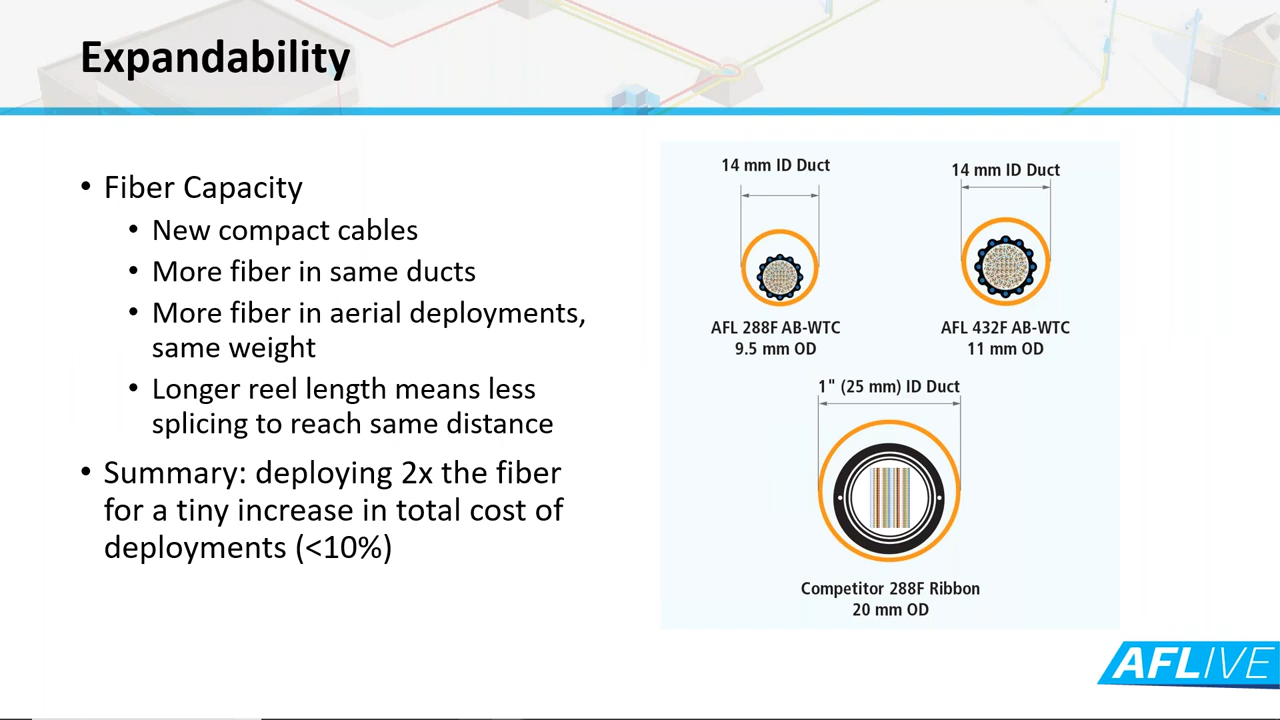 Expandability
• Fiber Capacity
• New compact cables
• More fiber in same ducts
• More fiber in aerial deployments,
same weight
• Longer reel length means less
splicing to reach same distance
• Summary: deploying 2x the fiber
for a tiny increase in total cost of
deployments (<10%)
14 mm ID Duct
AFL 288F AB-WTC
9.5 mm OD
14 mm ID Duct
AFL 432F AB-WTC
11 mm OD
1" (25 mm) ID Duct
Competitor 288F Ribbon
20 mm OD
AFLIVE